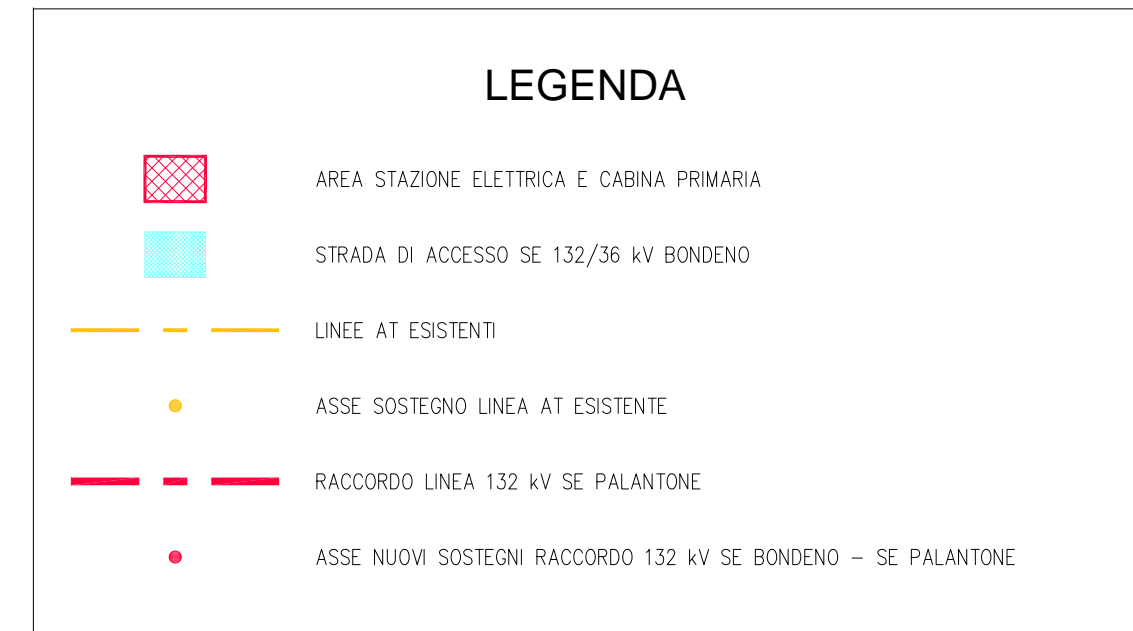 LEGENDA
AREA STAZIONE ELETTRICA E CABINA PRIMARIA
STRADA DI ACCESSO SE 132/36 kV BONDENO
LINEE AT ESISTENTI
ASSE SOSTEGNO LINEA AT ESISTENTE
RACCORDO LINEA 132 kV SE PALANTONE
ASSE NUOVI SOSTEGNI RACCORDO 132 kV SE BONDENO – SE PALANTONE